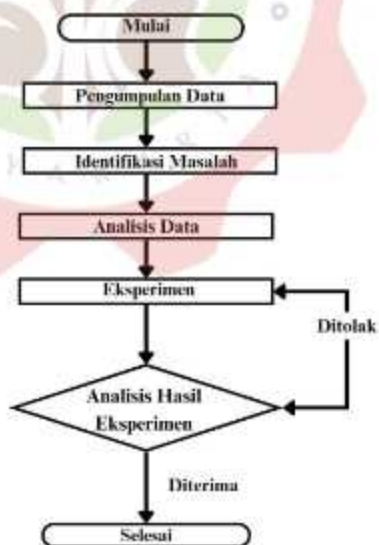 Mulai
Pengumpulan Data
Identifikasi Masalah
Analisis Data
Eksperimen
Ditolak
Analisis Hasil
Eksperimen
Diterima
Selesai